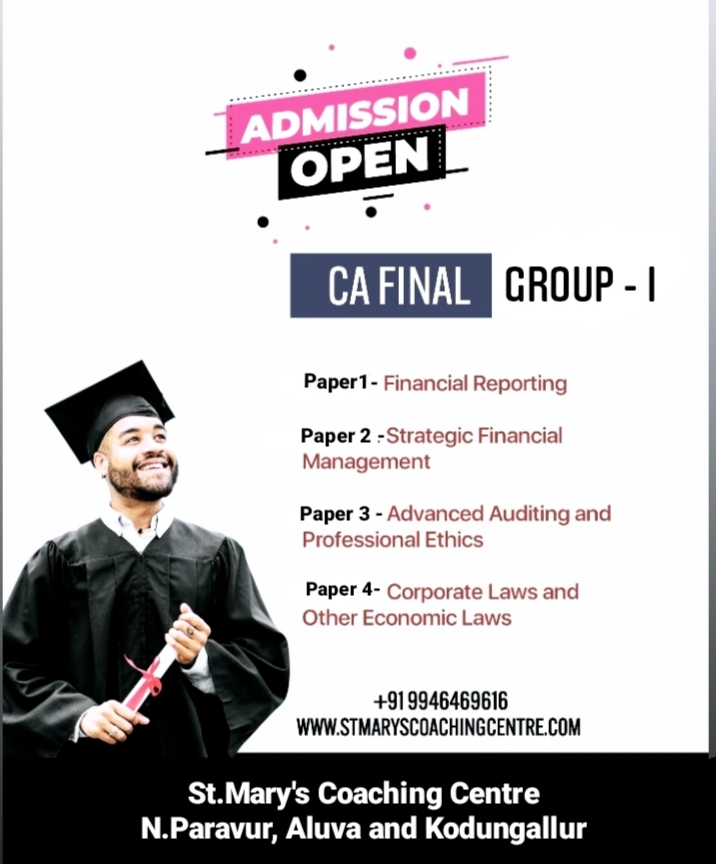 ADMISSION
OPEN
CA FINAL GROUP - I
Paper1- Financial Reporting
Paper 2 :-Strategic Financial
Management
Paper 3 - Advanced Auditing and
Professional Ethics
Paper 4- Corporate Laws and
Other Economic Laws
+91 9946469616
WWW.STMARYSCOACHINGCENTRE.COM
St.Mary's Coaching Centre
N.Paravur, Aluva and Kodungallur